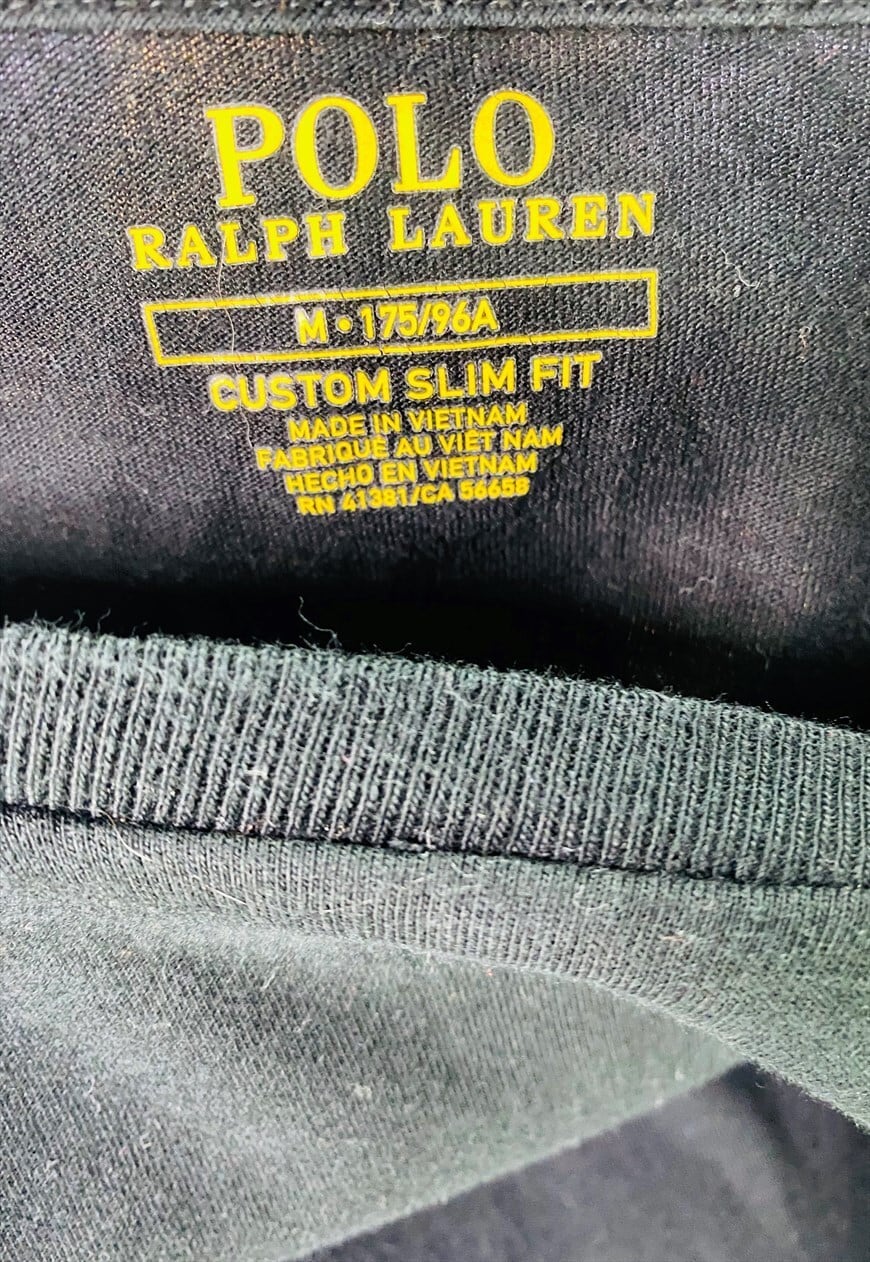 POLO
RALPH LAUREN
M • 175/96A
CUSTOM SLIM FIT
MADE IN VIETNAM
FABRIQUÉ AU VIÊT NAM
HECHO EN VIETNAM
RN 41381/CA 56658